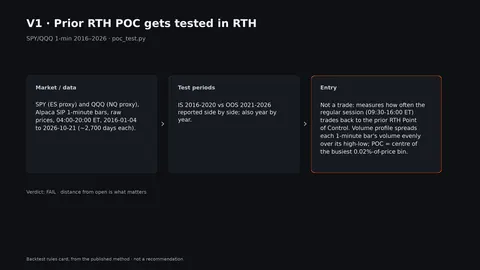 V1 · Prior RTH POC gets tested in RTH
SPY/QQQ 1-min 2016–2026 · poc_test.py
Market / data
SPY (ES proxy) and QQQ (NQ proxy),
Alpaca SIP 1-minute bars, raw
prices, 04:00-20:00 ET, 2016-01-04
to 2026-10-21 (~2,700 days each).
›
Test periods
IS 2016-2020 vs OOS 2021-2026
reported side by side; also year by
year.
›
Entry
Not a trade: measures how often the
regular session (09:30-16:00 ET)
trades back to the prior RTH Point
of Control. Volume profile spreads
each 1-minute bar's volume evenly
over its high-low; POC = centre of
the busiest 0.02%-of-price bin.
Verdict: FAIL · distance from open is what matters
Backtest rules card, from the published method · not a recommendation.